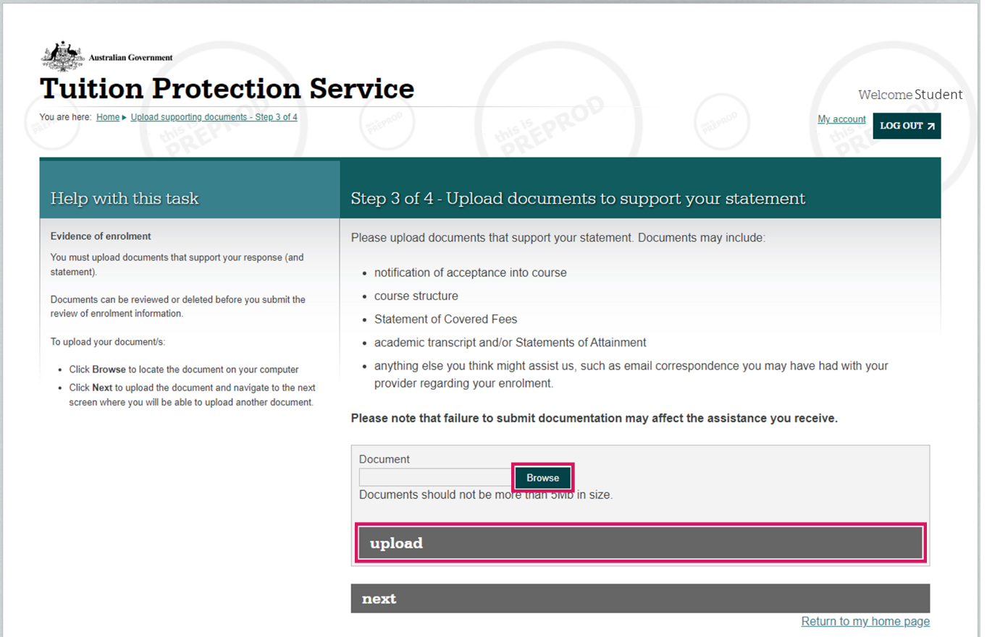 Australian Government
Tuition Protection Service
Welcome Student
You are here: Home ▸ Upload supporting documents - Step 3 of 4
My account
LOG OUT
this is PREPROD
this is PREPROD
this is PREPROD
Help with this task
Evidence of enrolment
You must upload documents that support your response (and
statement).
Documents can be reviewed or deleted before you submit the
review of enrolment information.
To upload your document/s:
• Click Browse to locate the document on your computer
• Click Next to upload the document and navigate to the next
screen where you will be able to upload another document.
Step 3 of 4 - Upload documents to support your statement
Please upload documents that support your statement. Documents may include:
• notification of acceptance into course
• course structure
• Statement of Covered Fees
• academic transcript and/or Statements of Attainment
• anything else you think might assist us, such as email correspondence you may have had with your
provider regarding your enrolment.
Please note that failure to submit documentation may affect the assistance you receive.
Document
Browse
Documents should not be more than 5Mb in size.
upload
next
Return to my home page